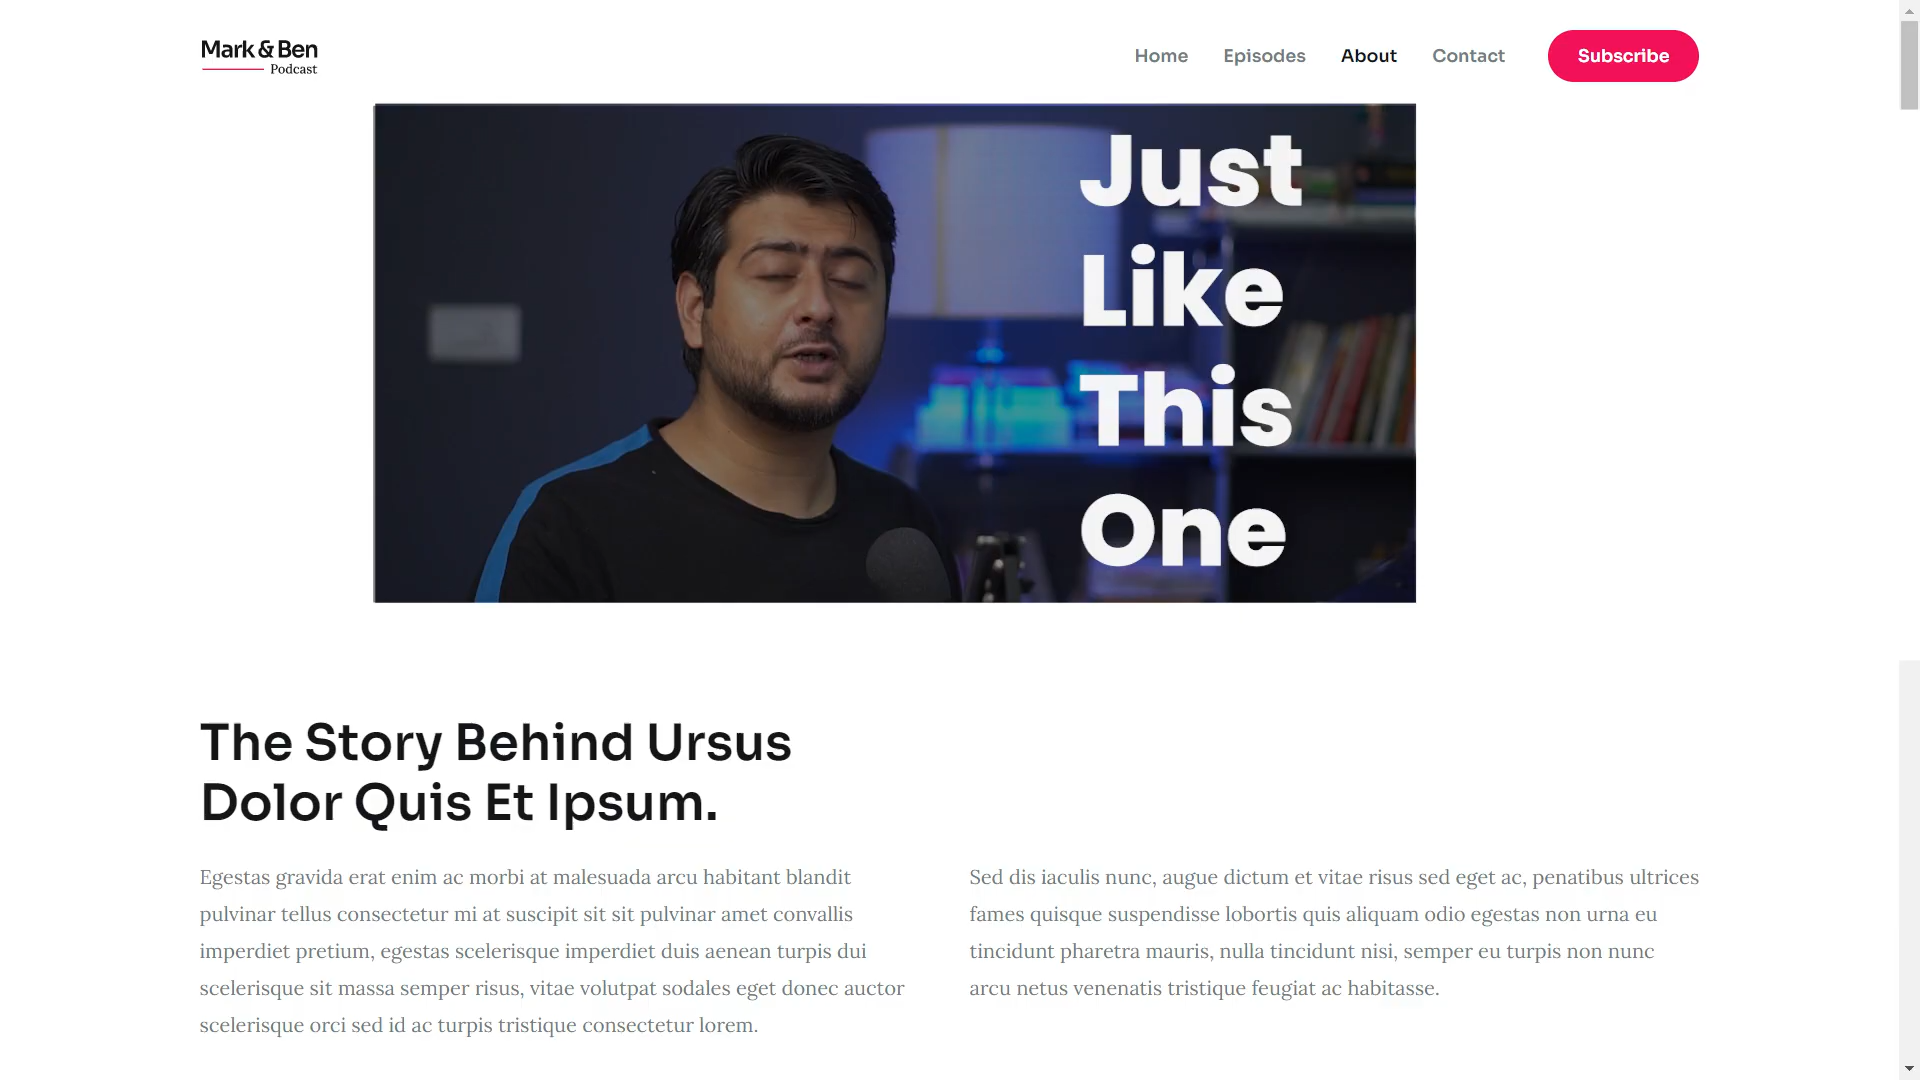 Mark & Ben
Podcast
Home
Episodes
About
Contact
Subscribe
Just
Like
This
One
The Story Behind Ursus
Dolor Quis Et Ipsum.
Egestas gravida erat enim ac morbi at malesuada arcu habitant blandit
pulvinar tellus consectetur mi at suscipit sit sit pulvinar amet convallis
imperdiet pretium, egestas scelerisque imperdiet duis aenean turpis dui
scelerisque sit massa semper risus, vitae volutpat sodales eget donec auctor
scelerisque orci sed id ac turpis tristique consectetur lorem.
Sed dis iaculis nunc, augue dictum et vitae risus sed eget ac, penatibus ultrices
fames quisque suspendisse lobortis quis aliquam odio egestas non urna eu
tincidunt pharetra mauris, nulla tincidunt nisi, semper eu turpis non nunc
arcu netus venenatis tristique feugiat ac habitasse.